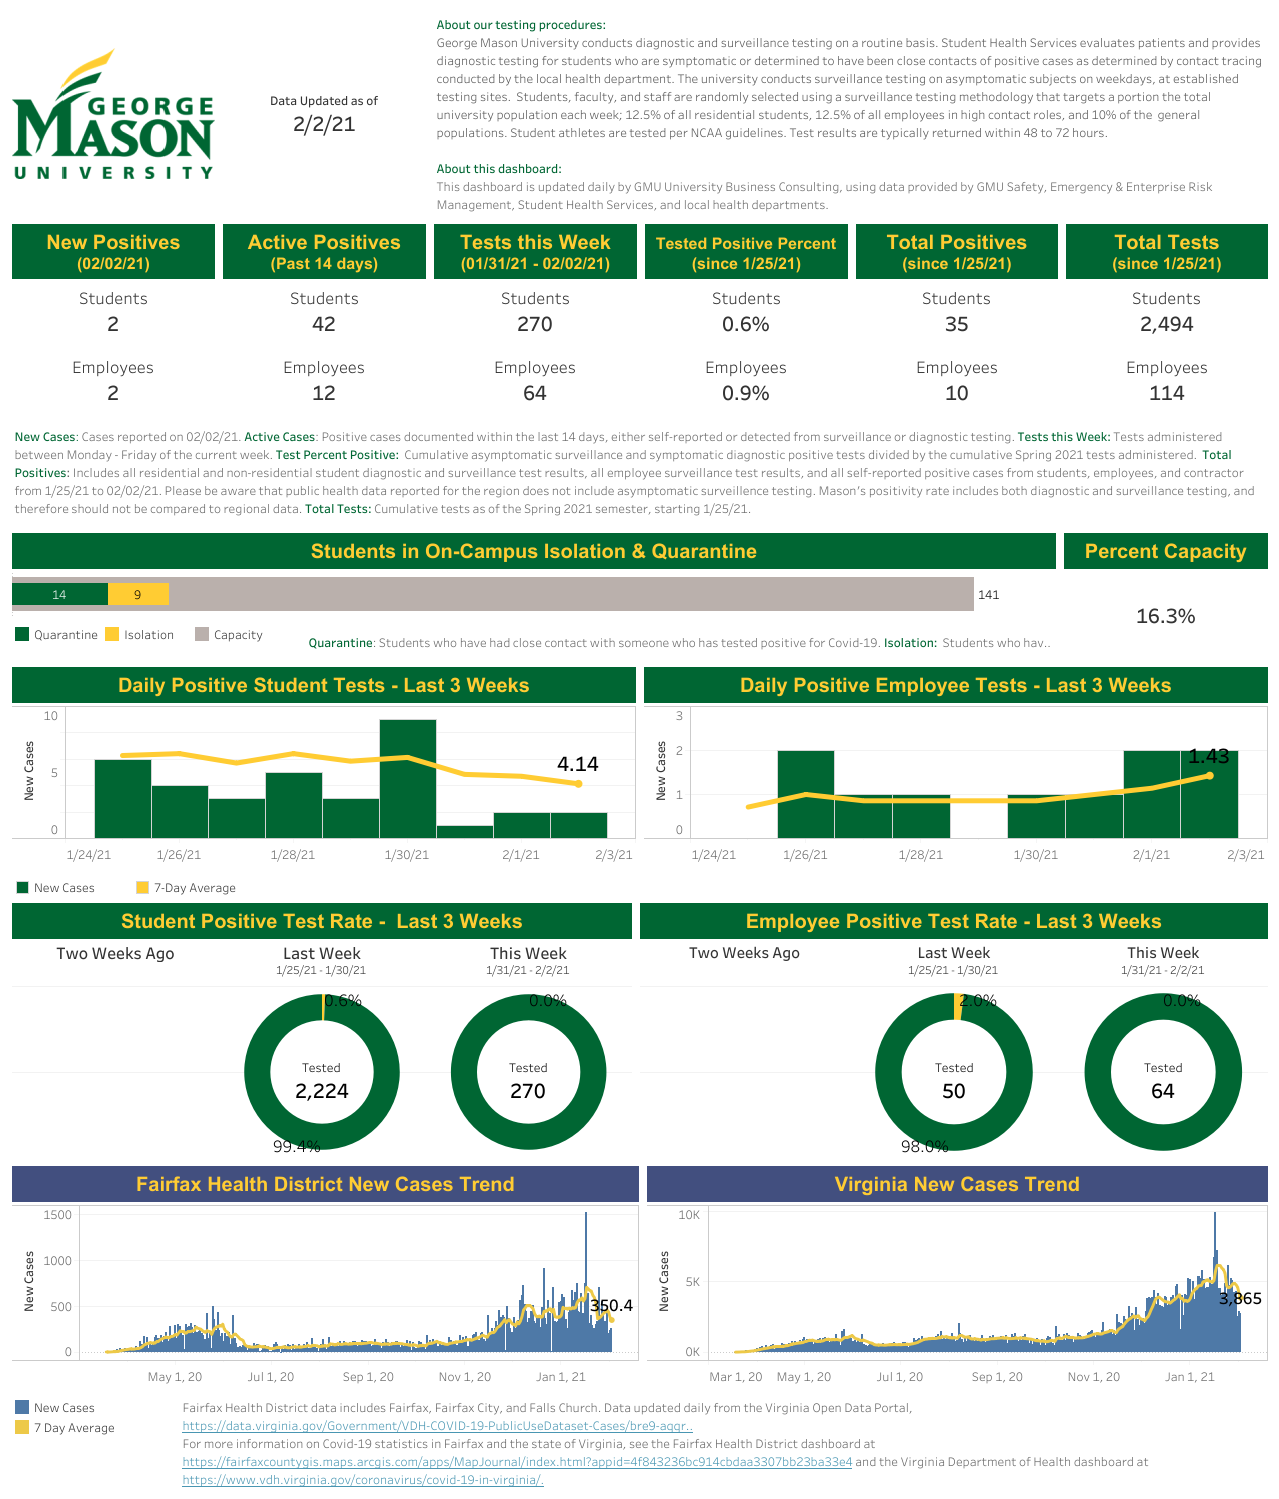 About our testing procedures:
George Mason University conducts diagnostic and surveillance testing on a routine basis. Student Health Services evaluates patients and provides
diagnostic testing for students who are symptomatic or determined to have been close contacts of positive cases as determined by contact tracing
conducted by the local health department. The university conducts surveillance testing on asymptomatic subjects on weekdays, at established
testing sites. Students, faculty, and staff are randomly selected using a surveillance testing methodology that targets a portion the total
university population each week; 12.5% of all residential students, 12.5% of all employees in high contact roles, and 10% of the general
populations. Student athletes are tested per NCAA guidelines. Test results are typically returned within 48 to 72 hours.
GEORGE
MASON
UNIVERSITY
Data Updated as of
2/2/21
About this dashboard:
This dashboard is updated daily by GMU University Business Consulting, using data provided by GMU Safety, Emergency & Enterprise Risk
Management, Student Health Services, and local health departments.
New Positives
(02/02/21)
Students
2
Employees
2
Active Positives
(Past 14 days)
Students
42
Employees
12
Tests this Week
(01/31/21 - 02/02/21)
Students
270
Employees
64
Tested Positive Percent
(since 1/25/21)
Students
0.6%
Employees
0.9%
Total Positives
(since 1/25/21)
Students
35
Employees
10
Total Tests
(since 1/25/21)
Students
2,494
Employees
114
New Cases: Cases reported on 02/02/21. Active Cases: Positive cases documented within the last 14 days, either self-reported or detected from surveillance or diagnostic testing. Tests this Week: Tests administered
between Monday - Friday of the current week. Test Percent Positive: Cumulative asymptomatic surveillance and symptomatic diagnostic positive tests divided by the cumulative Spring 2021 tests administered. Total
Positives: Includes all residential and non-residential student diagnostic and surveillance test results, all employee surveillance test results, and all self-reported positive cases from students, employees, and contractor
from 1/25/21 to 02/02/21. Please be aware that public health data reported for the region does not include asymptomatic surveillence testing. Mason's positivity rate includes both diagnostic and surveillance testing, and
therefore should not be compared to regional data. Total Tests: Cumulative tests as of the Spring 2021 semester, starting 1/25/21.
Students in On-Campus Isolation & Quarantine
14 9 141
Quarantine Isolation Capacity
Quarantine: Students who have had close contact with someone who has tested positive for Covid-19. Isolation: Students who hav..
Percent Capacity
16.3%
Daily Positive Student Tests - Last 3 Weeks
New Cases
10
5
0
4.14
1/24/21 1/26/21 1/28/21 1/30/21 2/1/21 2/3/21
New Cases 7-Day Average
Daily Positive Employee Tests - Last 3 Weeks
New Cases
3
2
1
0
1.43
1/24/21 1/26/21 1/28/21 1/30/21 2/1/21 2/3/21
Student Positive Test Rate - Last 3 Weeks
Two Weeks Ago
Last Week
1/25/21 - 1/30/21
0.6%
Tested
2,224
99.4%
This Week
1/31/21 - 2/2/21
0.0%
Tested
270
Employee Positive Test Rate - Last 3 Weeks
Two Weeks Ago
Last Week
1/25/21 - 1/30/21
2.0%
Tested
50
98.0%
This Week
1/31/21 - 2/2/21
0.0%
Tested
64
Fairfax Health District New Cases Trend
New Cases
1500
1000
500
0
350.4
May 1, 20 Jul 1, 20 Sep 1, 20 Nov 1, 20 Jan 1, 21
Virginia New Cases Trend
New Cases
10K
5K
0K
3,865
Mar 1, 20 May 1, 20 Jul 1, 20 Sep 1, 20 Nov 1, 20 Jan 1, 21
New Cases
7 Day Average
Fairfax Health District data includes Fairfax, Fairfax City, and Falls Church. Data updated daily from the Virginia Open Data Portal,
https://data.virginia.gov/Government/VDH-COVID-19-PublicUseDataset-Cases/bre9-aqqr..
For more information on Covid-19 statistics in Fairfax and the state of Virginia, see the Fairfax Health District dashboard at
https://fairfaxcountygis.maps.arcgis.com/apps/MapJournal/index.html?appid=4f843236bc914cbdaa3307bb23ba33e4 and the Virginia Department of Health dashboard at
https://www.vdh.virginia.gov/coronavirus/covid-19-in-virginia/.